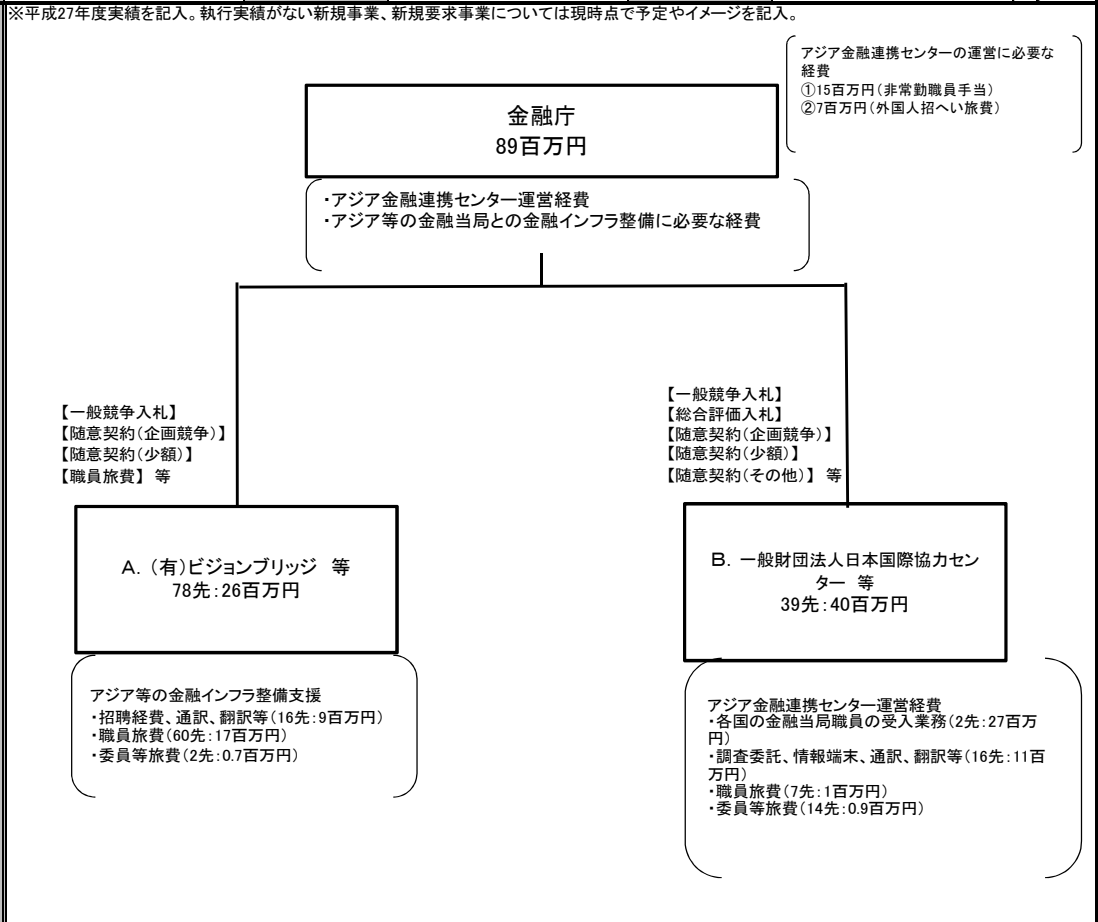 ※平成27年度実績を記入。執行実績がない新規事業、新規要求事業については現時点で予定やイメージを記入。
アジア金融連携センターの運営に必要な
経費
①15百万円(非常勤職員手当)
②7百万円(外国人招へい旅費)
金融庁
89百万円
・アジア金融連携センター運営経費
・アジア等の金融当局との金融インフラ整備に必要な経費
【一般競争入札】
【随意契約(企画競争)】
【随意契約(少額)】
【職員旅費】 等
【一般競争入札】
【総合評価入札】
【随意契約(企画競争)】
【随意契約(少額)】
【随意契約(その他)】 等
A. (有)ビジョンブリッジ 等
78先:26百万円
B. 一般財団法人日本国際協力セン
ター 等
39先:40百万円
アジア等の金融インフラ整備支援
・招聘経費、通訳、翻訳等(16先:9百万円)
・職員旅費(60先:17百万円)
・委員等旅費(2先:0.7百万円)
アジア金融連携センター運営経費
・各国の金融当局職員の受入業務(2先:27百万
円)
・調査委託、情報端末、通訳、翻訳等(16先:11百
万円)
・職員旅費(7先:1百万円)
・委員等旅費(14先:0.9百万円)